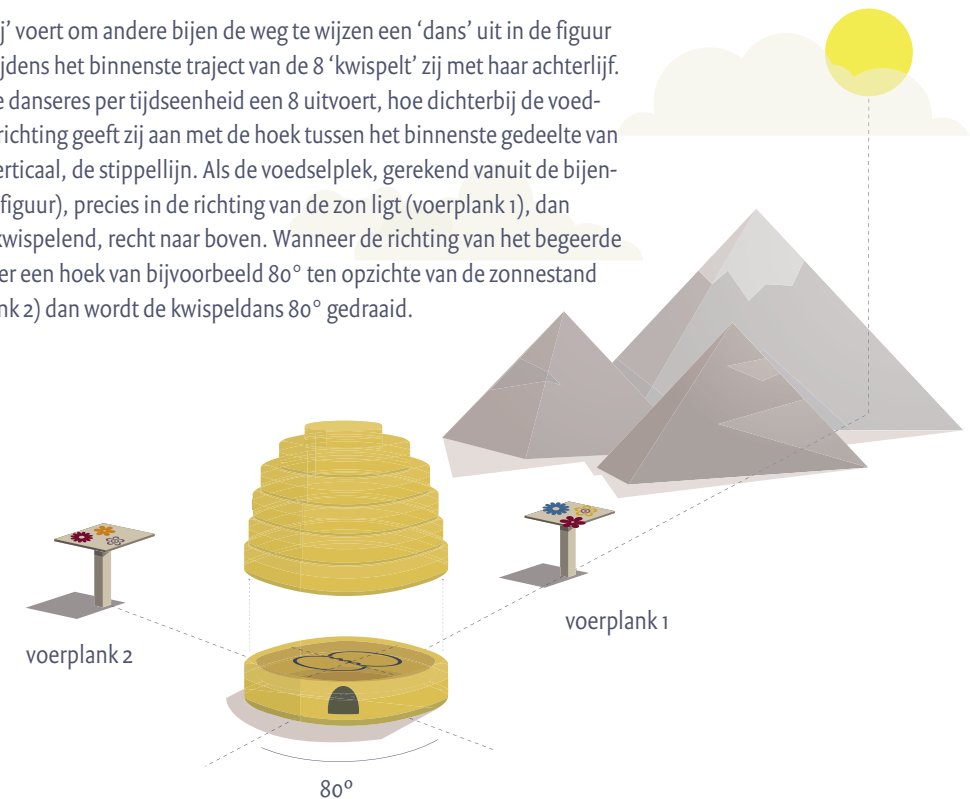 ij’ voert om andere bijen de weg te wijzen een ‘dans’ uit in de figuur
ijdens het binnenste traject van de 8 ‘kwispelt’ zij met haar achterlijf.
e danseres per tijdseenheid een 8 uitvoert, hoe dichterbij de voed-
richting geeft zij aan met de hoek tussen het binnenste gedeelte van
erticaal, de stippellijn. Als de voedselplek, gerekend vanuit de bijen-
figuur), precies in de richting van de zon ligt (voerplank 1), dan
kwispelend, recht naar boven. Wanneer de richting van het begeerde
er een hoek van bijvoorbeeld 80° ten opzichte van de zonnestand
nk 2) dan wordt de kwispeldans 80° gedraaid.
voerplank 1
voerplank 2
80°